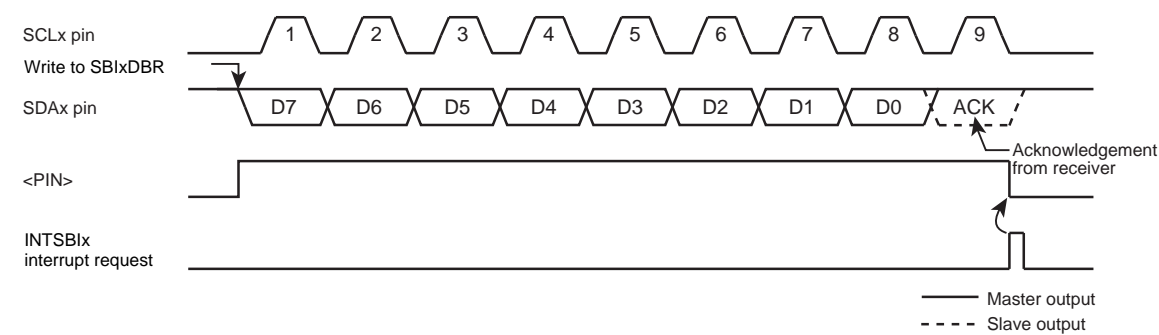 SCLx pin
1 2 3 4 5 6 7 8 9
Write to SBIxDBR
SDAx pin
D7 D6 D5 D4 D3 D2 D1 D0 ACK
Acknowledgement
from receiver
<PIN>
INTSBIx
interrupt request
Master output
Slave output